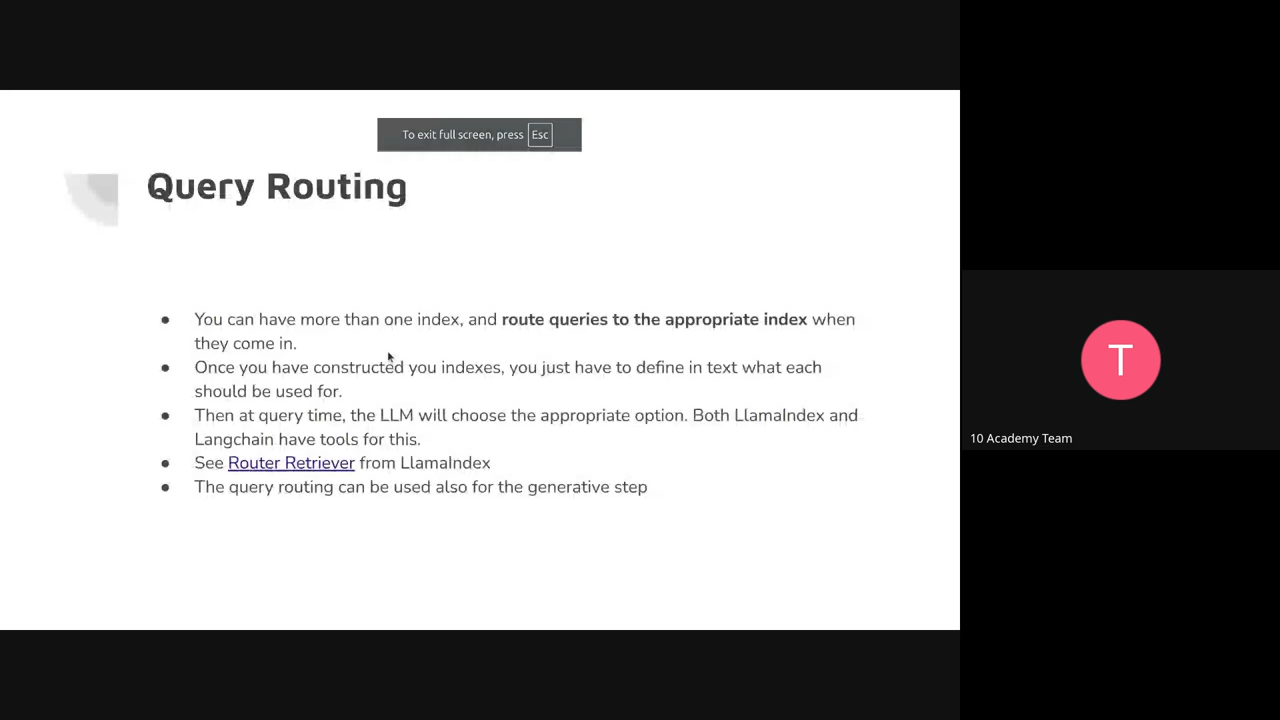 To exit full screen, press Esc
Query Routing
● You can have more than one index, and route queries to the appropriate index when
they come in.
● Once you have constructed you indexes, you just have to define in text what each
should be used for.
● Then at query time, the LLM will choose the appropriate option. Both LlamaIndex and
Langchain have tools for this.
● See Router Retriever from LlamaIndex
● The query routing can be used also for the generative step
T
10 Academy Team